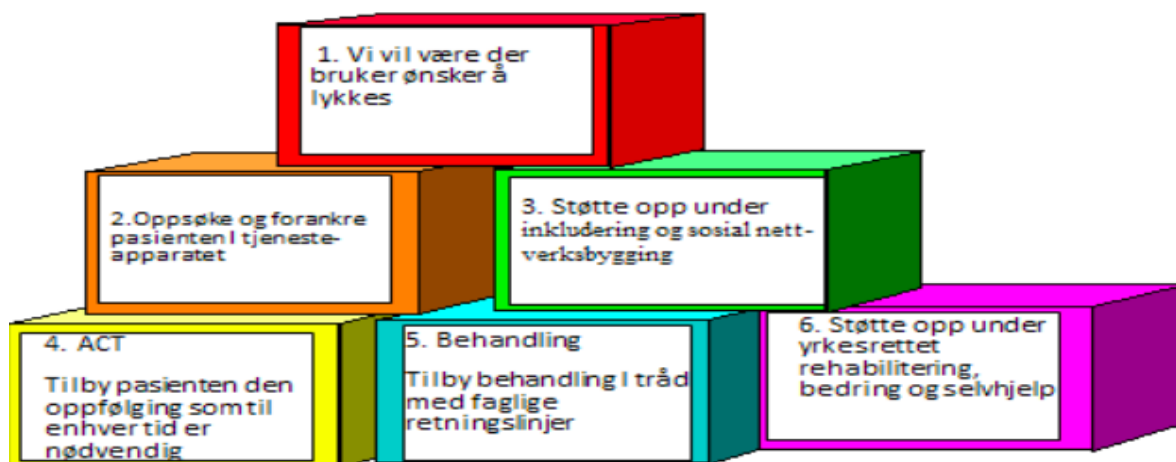 1. Vi vil være der
bruker ønsker å
lykkes
2.Oppsøke og forankre
pasienten I tjeneste-
apparatet
3. Støtte opp under
inkludering og sosial nett-
verksbygging
4. ACT
Tilby pasienten den
oppfølging som til
enhver tid er
nødvendig
5. Behandling
Tilby behandling I tråd
med faglige
retningslinjer
6. Støtte opp under
yrkesrettet
rehabilitering,
bedring og selvhjelp